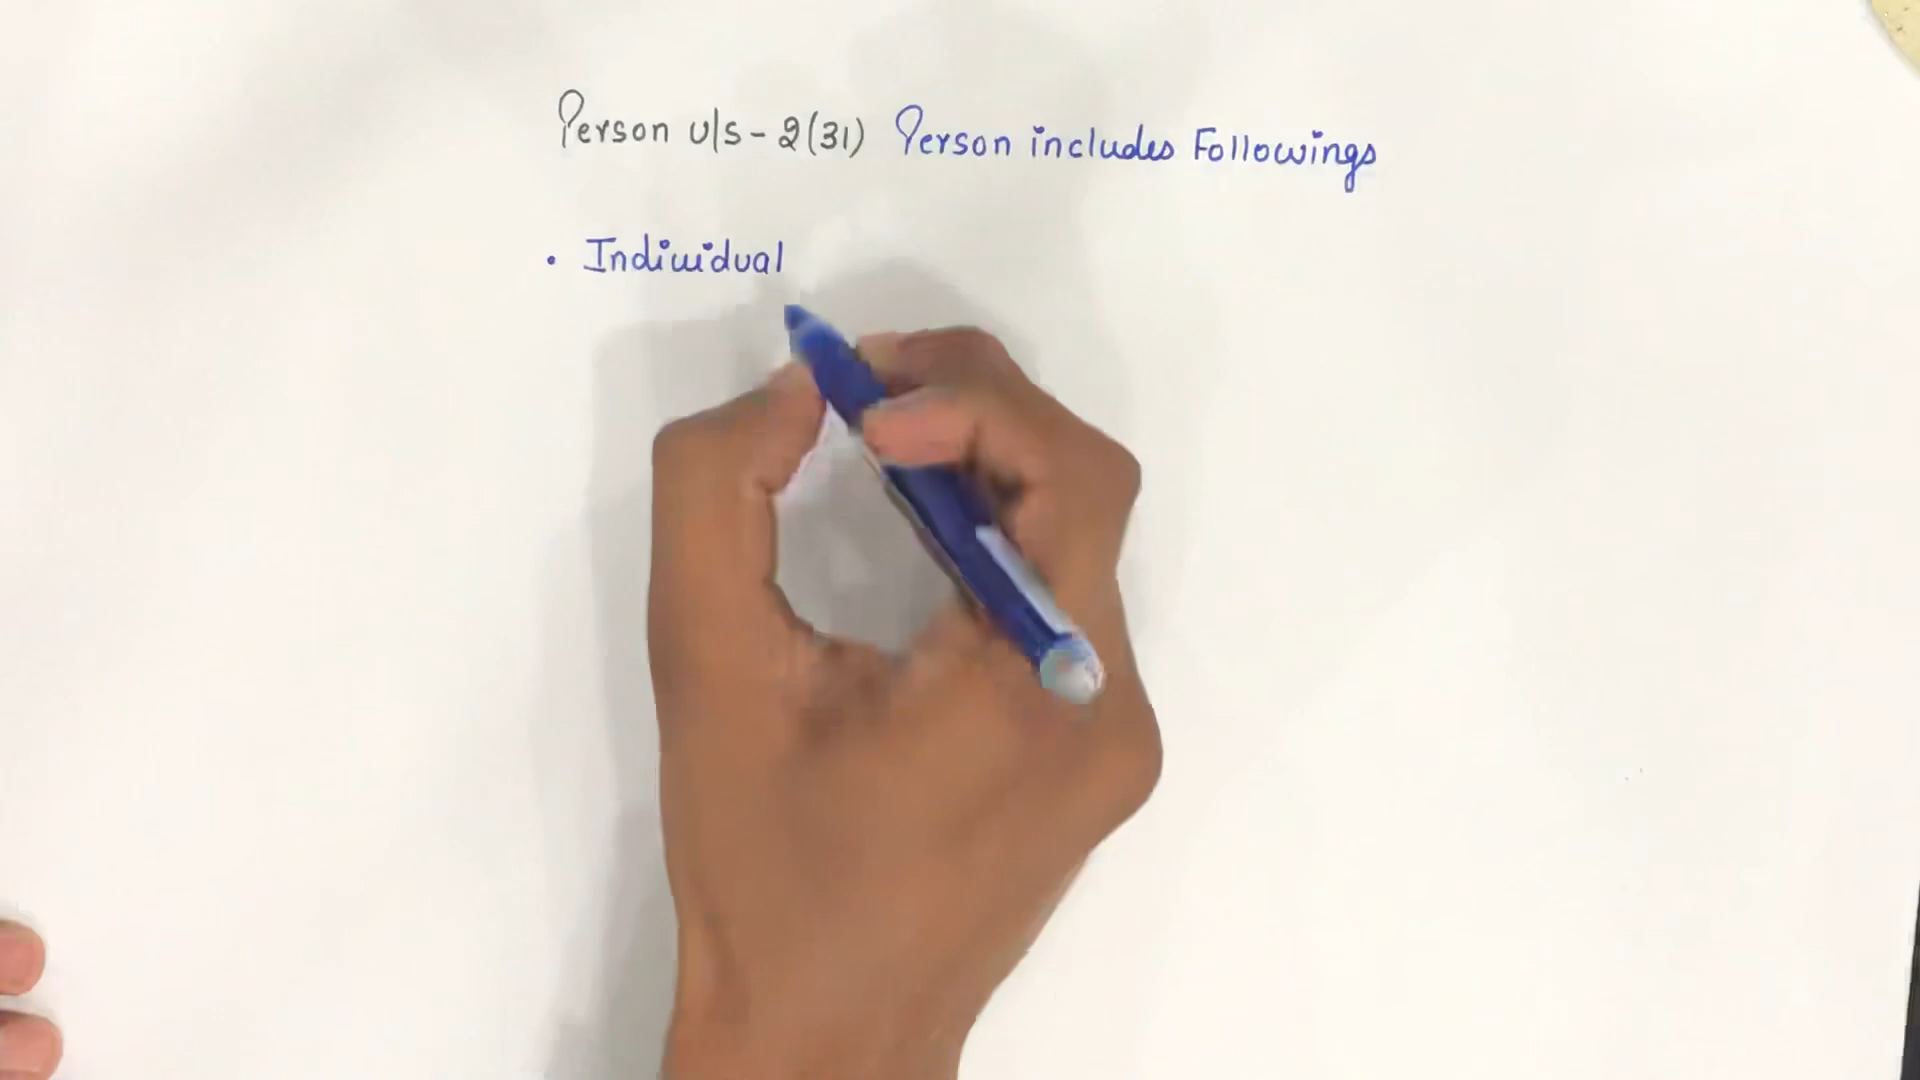 Person u/s - 2(31) Person includes Followings
• Individual